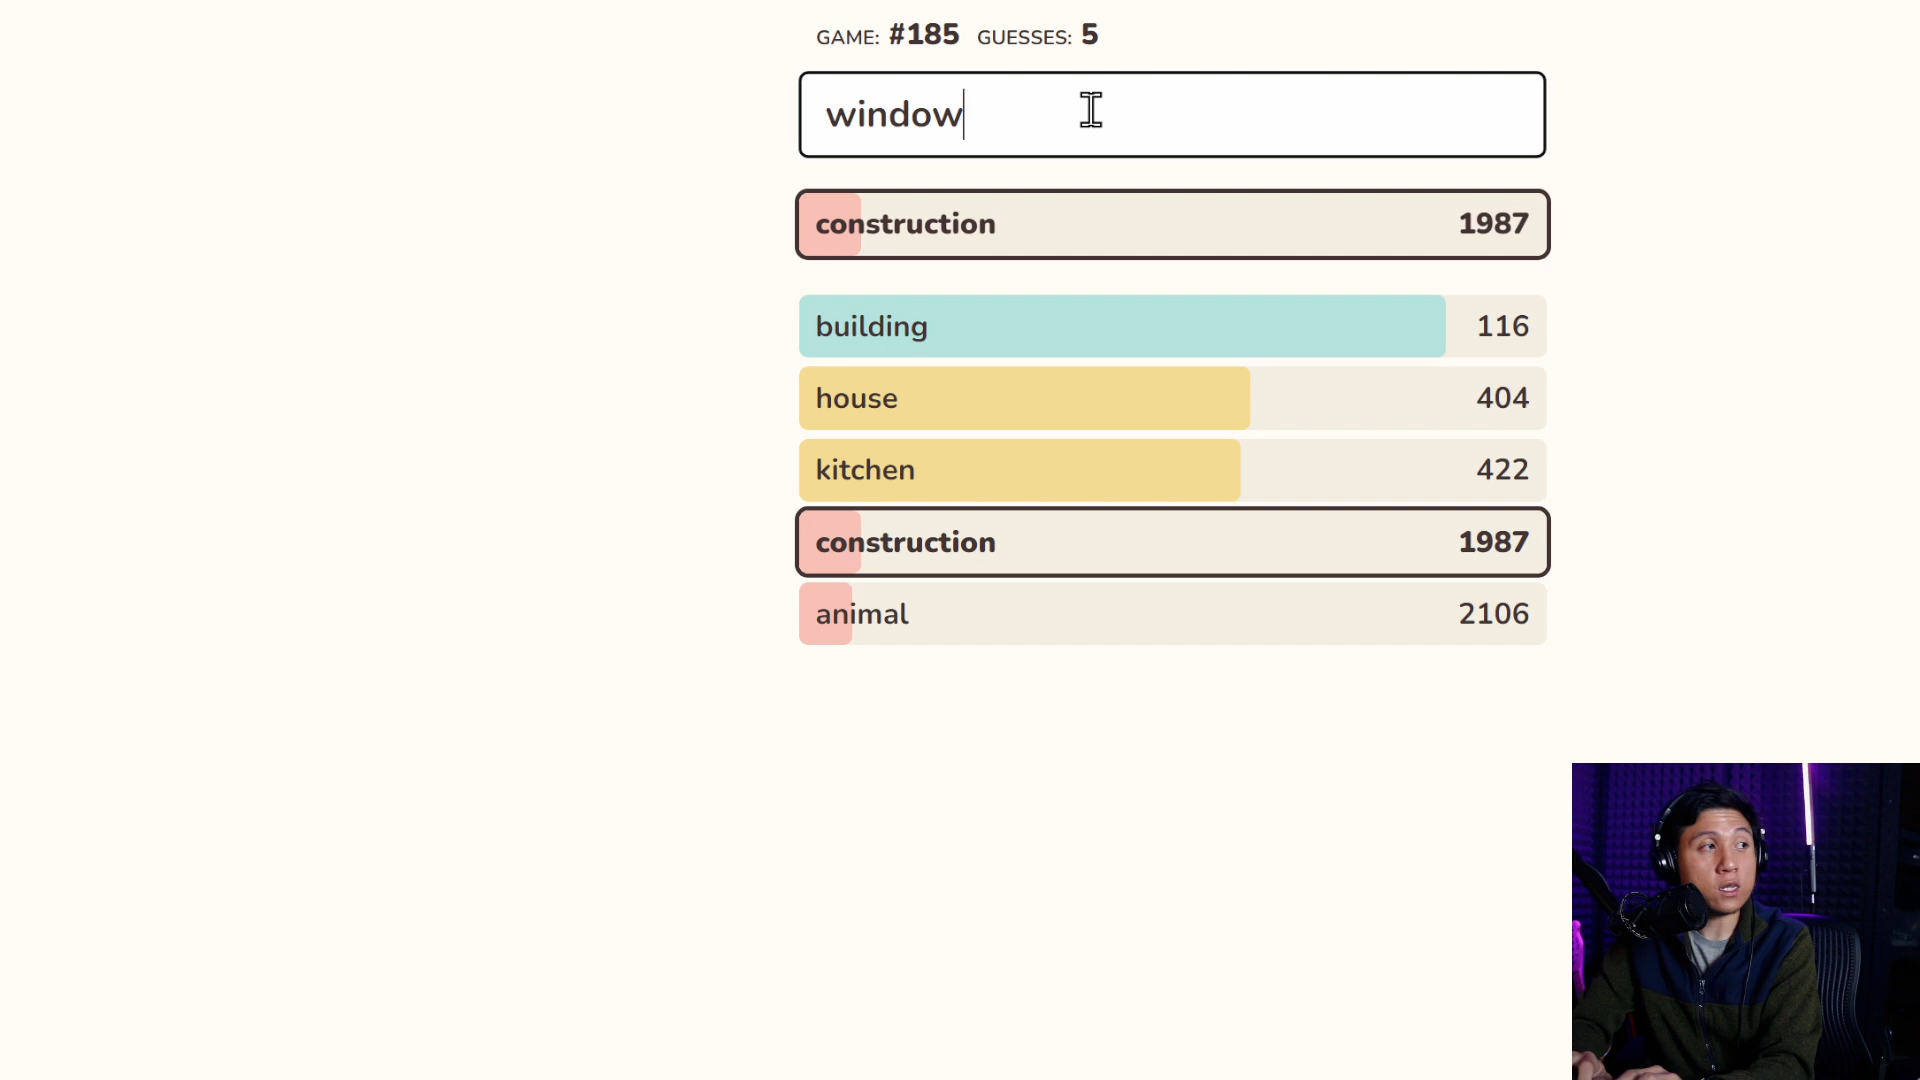 GAME: #185 GUESSES: 5
window
construction 1987
building 116
house 404
kitchen 422
construction 1987
animal 2106